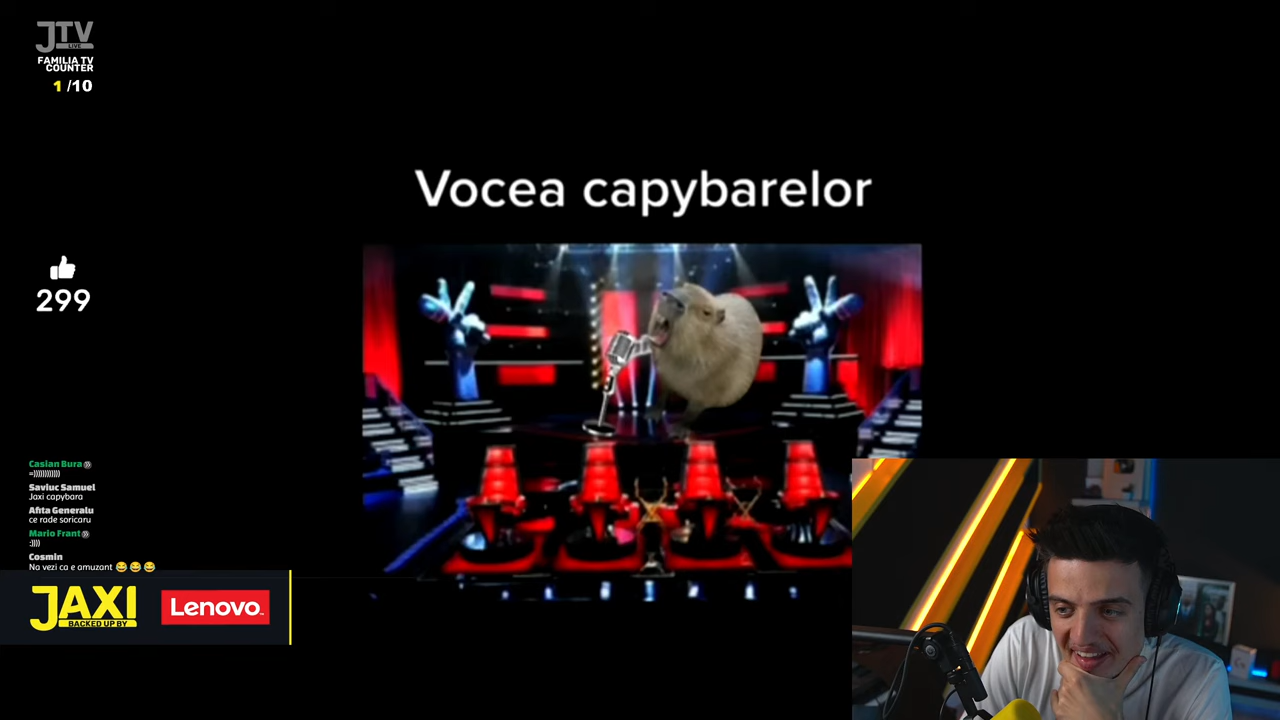 JTV
LIVE
FAMILIA TV
COUNTER
1 /10
Vocea capybarelor
299
Casian Bura
=))))))))))))
Savluc Samuel
Jaxi capybara
Afita Generalu
ce rade soricaru
Mario Frant
:))))
Cosmin
Na vezi ca e amuzant 😂😂😂
JAXI
BACKED UP BY
Lenovo.